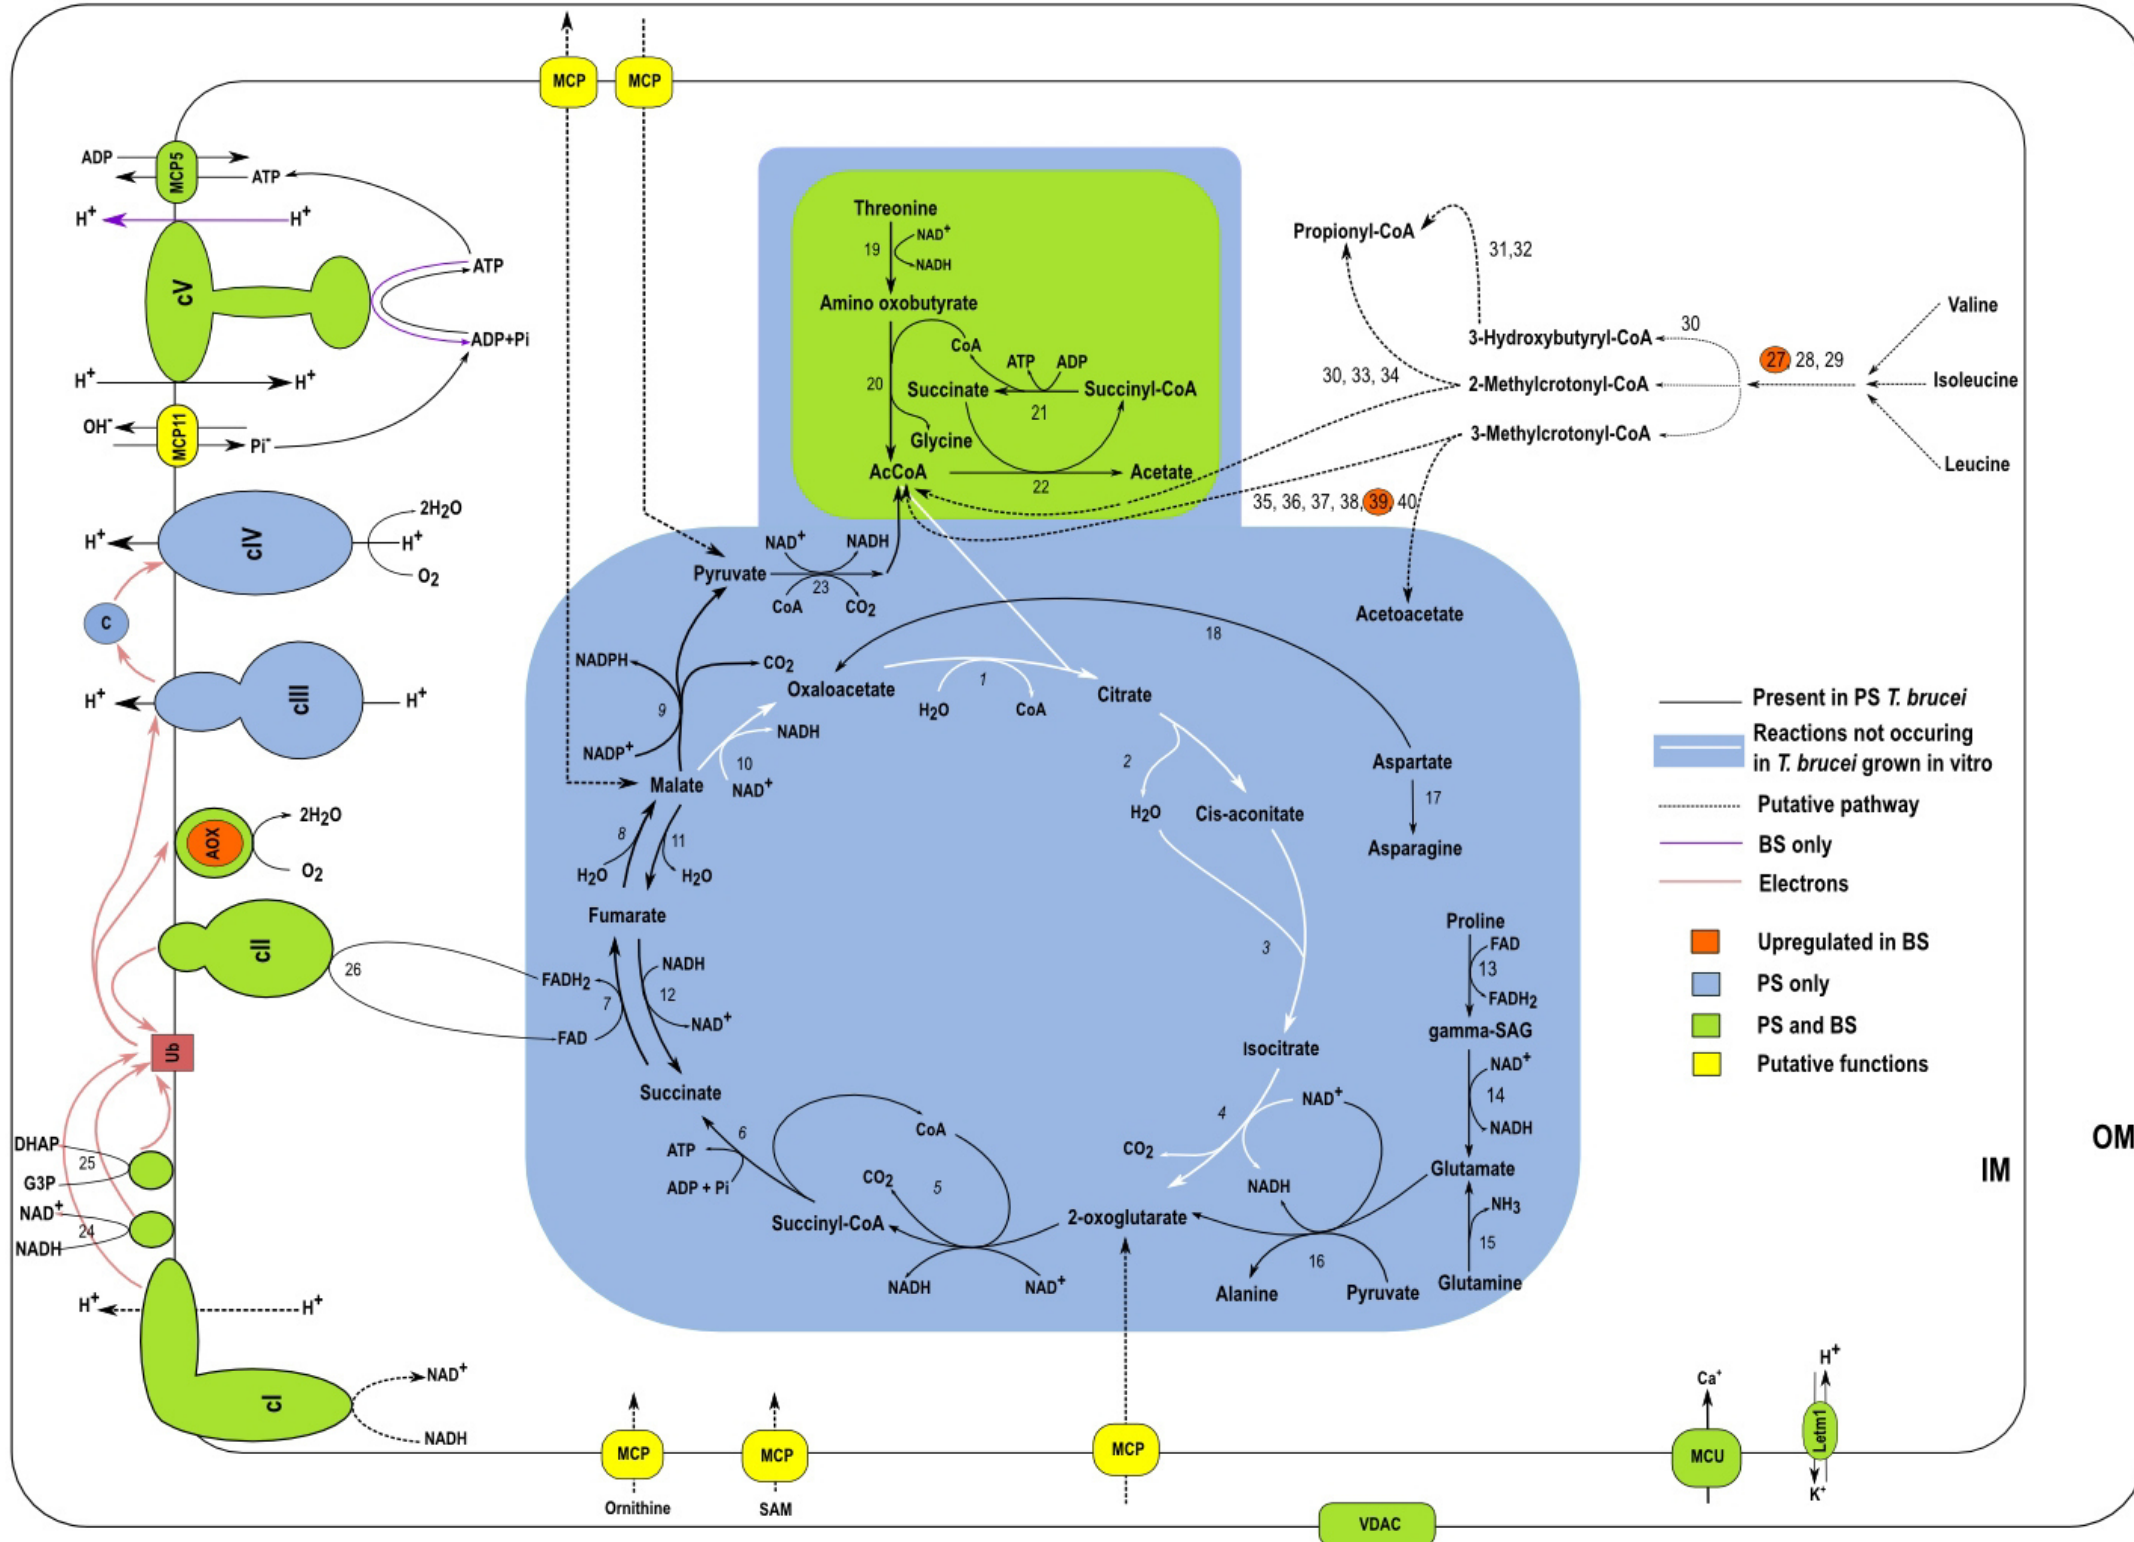 MCP
MCP
ADP
MCP5
ATP
H+
H+
cV
ATP
ADP+Pi
H+
H+
OH-
MCP11
Pi-
cIV
2H2O
H+
H+
O2
C
cIII
H+
H+
AOX
2H2O
O2
cII
26
Ub
DHAP
25
G3P
NAD+
24
NADH
H+
H+
cI
NAD+
NADH
Threonine
19
NAD+
NADH
Amino oxobutyrate
CoA
ATP
ADP
20
Succinate
Succinyl-CoA
21
Glycine
AcCoA
Acetate
22
Propionyl-CoA
31,32
Valine
3-Hydroxybutyryl-CoA
30
27, 28, 29
30, 33, 34
2-Methylcrotonyl-CoA
Isoleucine
3-Methylcrotonyl-CoA
Leucine
35, 36, 37, 38, 39, 40
Acetoacetate
NAD+
NADH
Pyruvate
23
CoA
CO2
18
NADPH
CO2
Oxaloacetate
1
Citrate
H2O
CoA
9
NADP+
NADH
10
Malate
NAD+
2
Aspartate
17
H2O
Cis-aconitate
Asparagine
8
11
H2O
H2O
Fumarate
3
Proline
FAD
13
FADH2
gamma-SAG
NADH
FADH2
7
12
NAD+
FAD
Isocitrate
NAD+
14
NADH
Succinate
4
NAD+
CoA
6
ATP
ADP + Pi
CO2
5
CO2
NADH
Glutamate
NH3
Succinyl-CoA
2-oxoglutarate
15
16
NADH
NAD+
Alanine
Pyruvate
Glutamine
Present in PS T. brucei
Reactions not occuring
in T. brucei grown in vitro
Putative pathway
BS only
Electrons
Upregulated in BS
PS only
PS and BS
Putative functions
OM
IM
MCP
Ornithine
MCP
SAM
MCP
VDAC
Ca+
MCU
H+
Letm1
K+